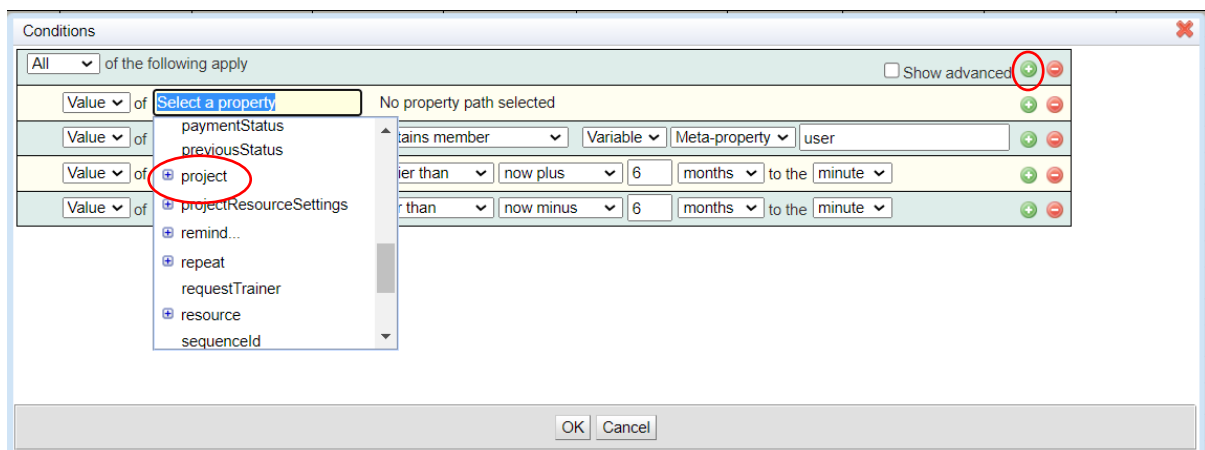 Conditions
All of the following apply Show advanced
Value of Select a property No property path selected
Value of tains member Variable Meta-property user
Value of ier than now plus 6 months to the minute
Value of r than now minus 6 months to the minute
paymentStatus
previousStatus
project
projectResourceSettings
remind...
repeat
requestTrainer
resource
sequenceId
OK Cancel